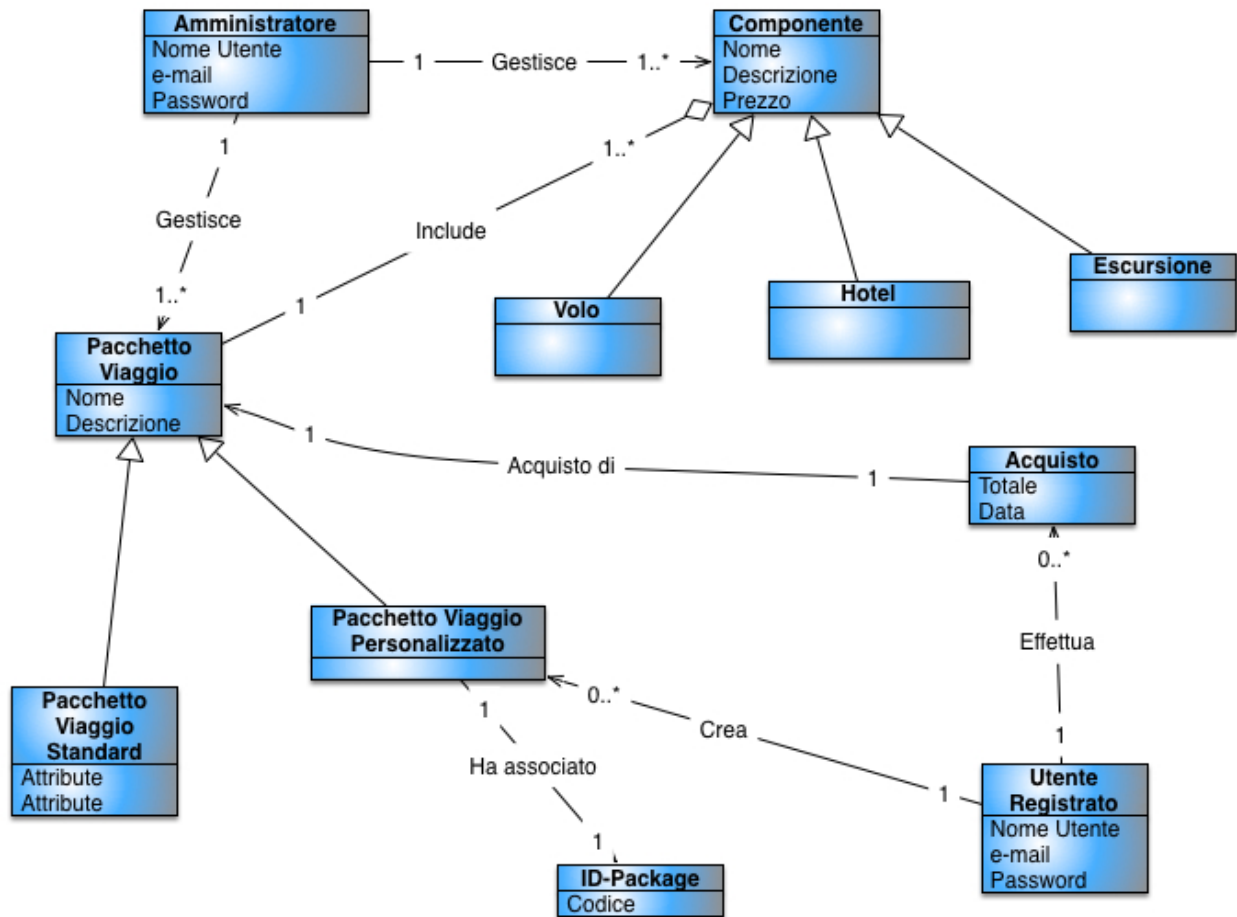 Amministratore
Nome Utente
e-mail
Password
1 Gestisce 1..*
Componente
Nome
Descrizione
Prezzo
1
Gestisce
1..*
1..*
Include
1
Volo
Hotel
Escursione
Pacchetto
Viaggio
Nome
Descrizione
1
Acquisto di
1
Acquisto
Totale
Data
0..*
Effettua
1
Pacchetto Viaggio
Personalizzato
0..*
Crea
1
Pacchetto
Viaggio
Standard
Attribute
Attribute
1
Ha associato
1
ID-Package
Codice
Utente
Registrato
Nome Utente
e-mail
Password